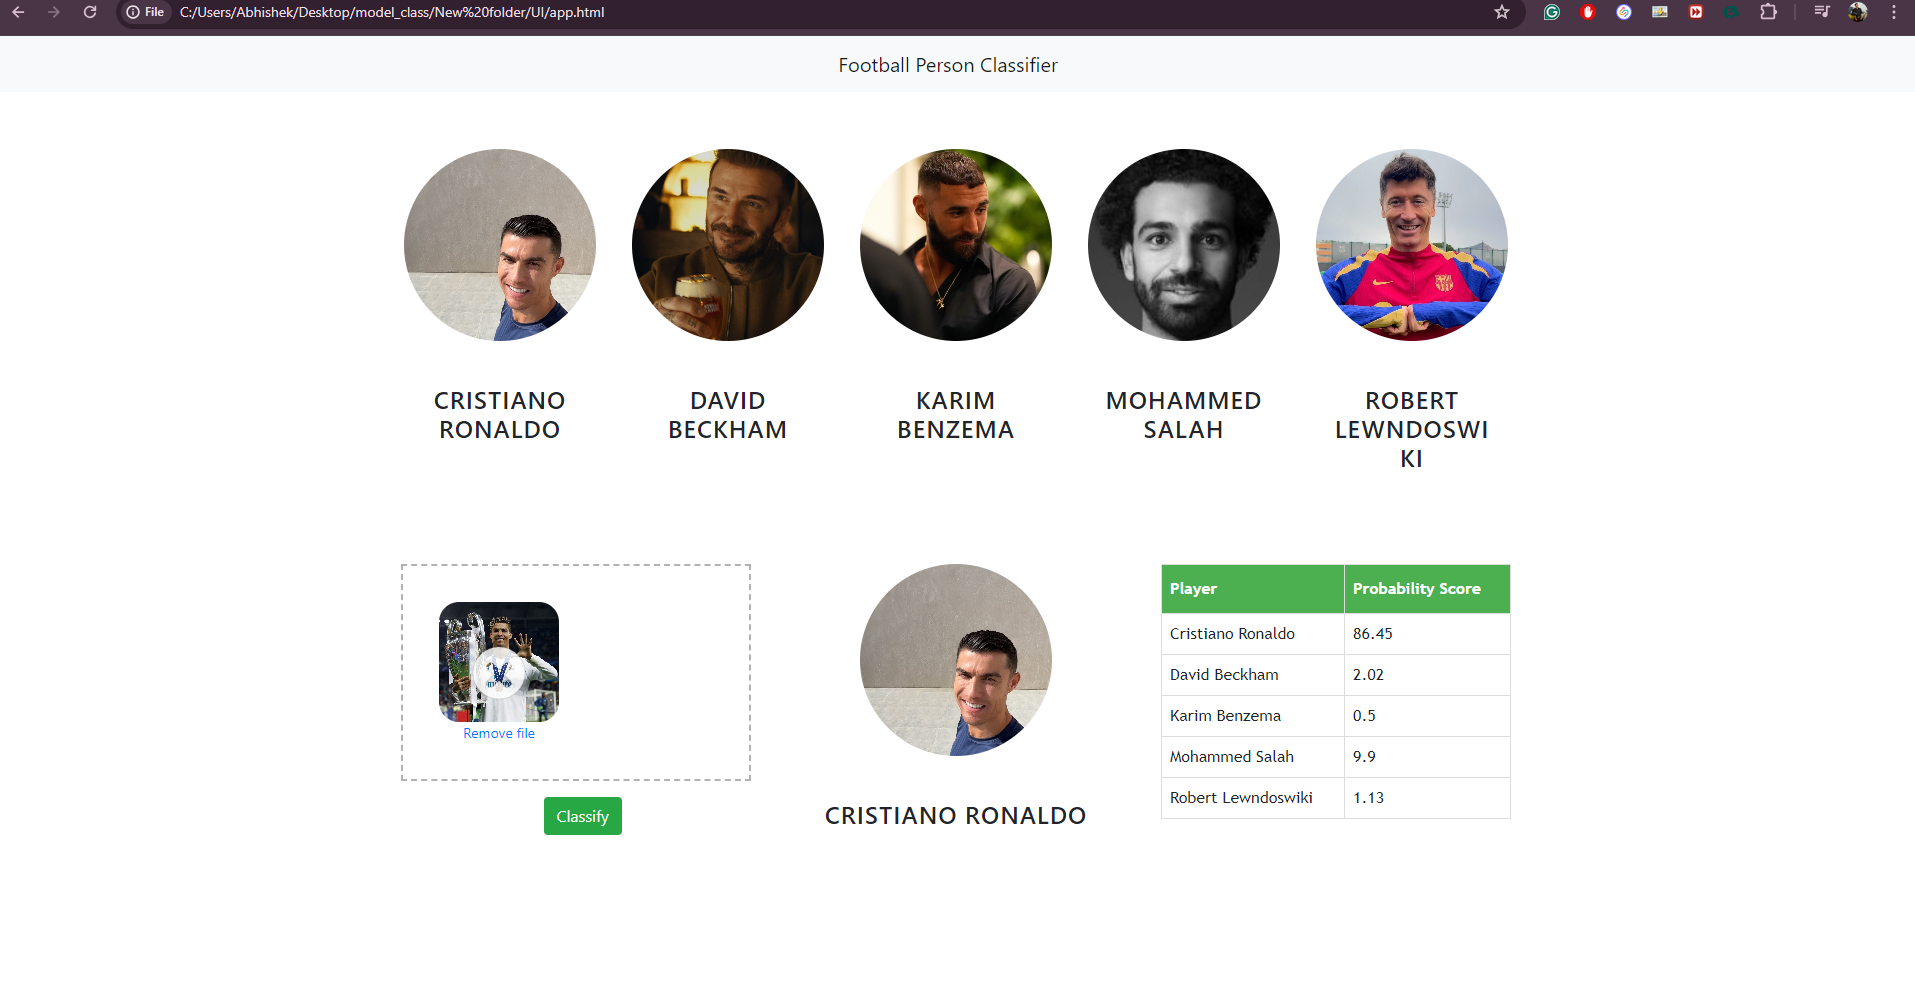 File C:/Users/Abhishek/Desktop/model_class/New%20folder/UI/app.html
Football Person Classifier
CRISTIANO
RONALDO
DAVID
BECKHAM
KARIM
BENZEMA
MOHAMMED
SALAH
ROBERT
LEWNDOSWI
KI
Remove file
Classify
CRISTIANO RONALDO
Player Probability Score
Cristiano Ronaldo 86.45
David Beckham 2.02
Karim Benzema 0.5
Mohammed Salah 9.9
Robert Lewndoswiki 1.13